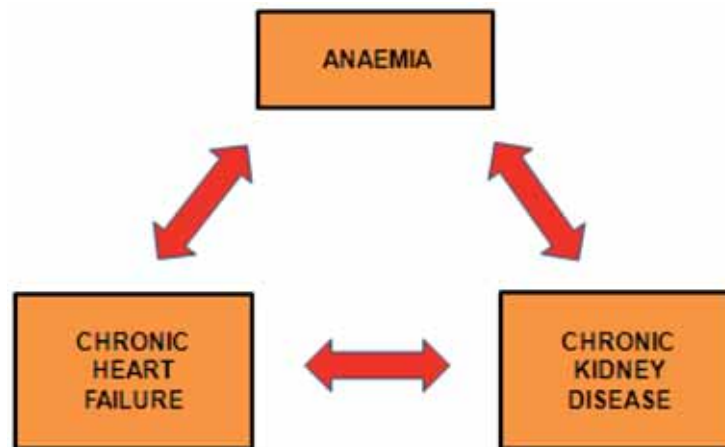 ANAEMIA
CHRONIC
HEART
FAILURE
CHRONIC
KIDNEY
DISEASE